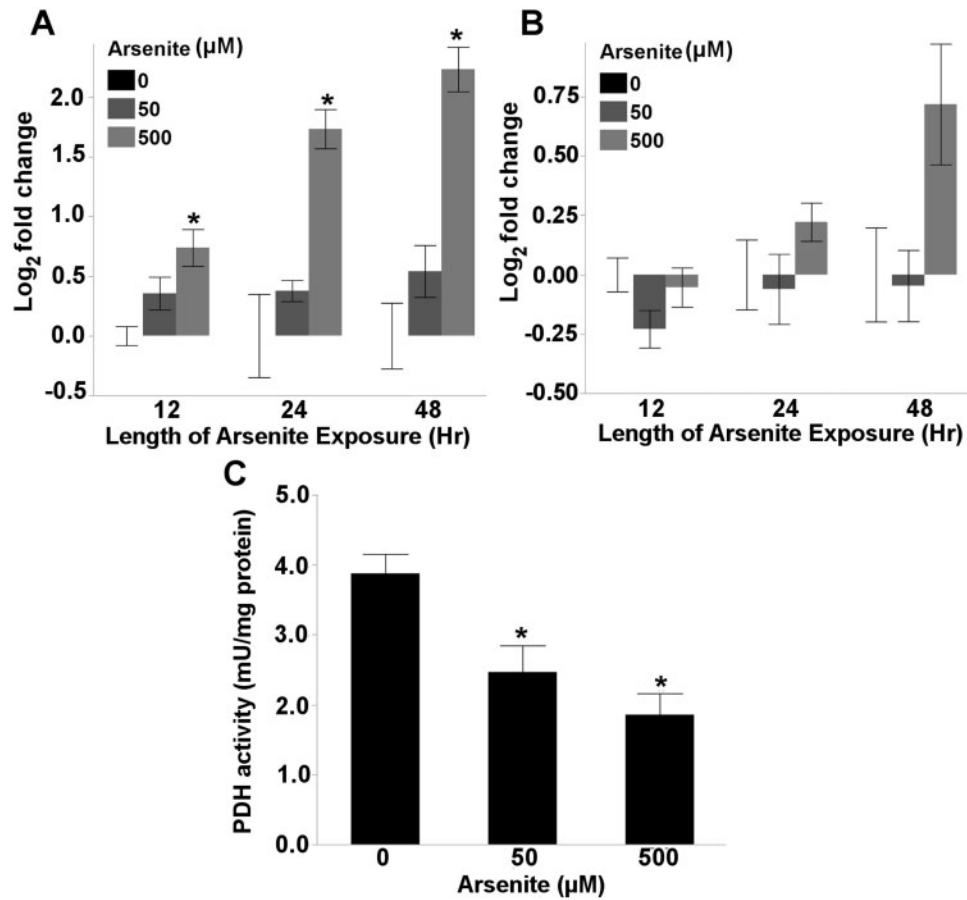 A
Arsenite (µM)
0
50
500
Log2 fold change
2.0
1.5
1.0
0.5
0.0
-0.5
*
*
*
12 24 48
Length of Arsenite Exposure (Hr)
B
Arsenite (µM)
0
50
500
Log2 fold change
0.75
0.50
0.25
0.00
-0.25
-0.50
12 24 48
Length of Arsenite Exposure (Hr)
C
PDH activity (mU/mg protein)
5.0
4.0
3.0
2.0
1.0
0.0
*
*
0 50 500
Arsenite (µM)